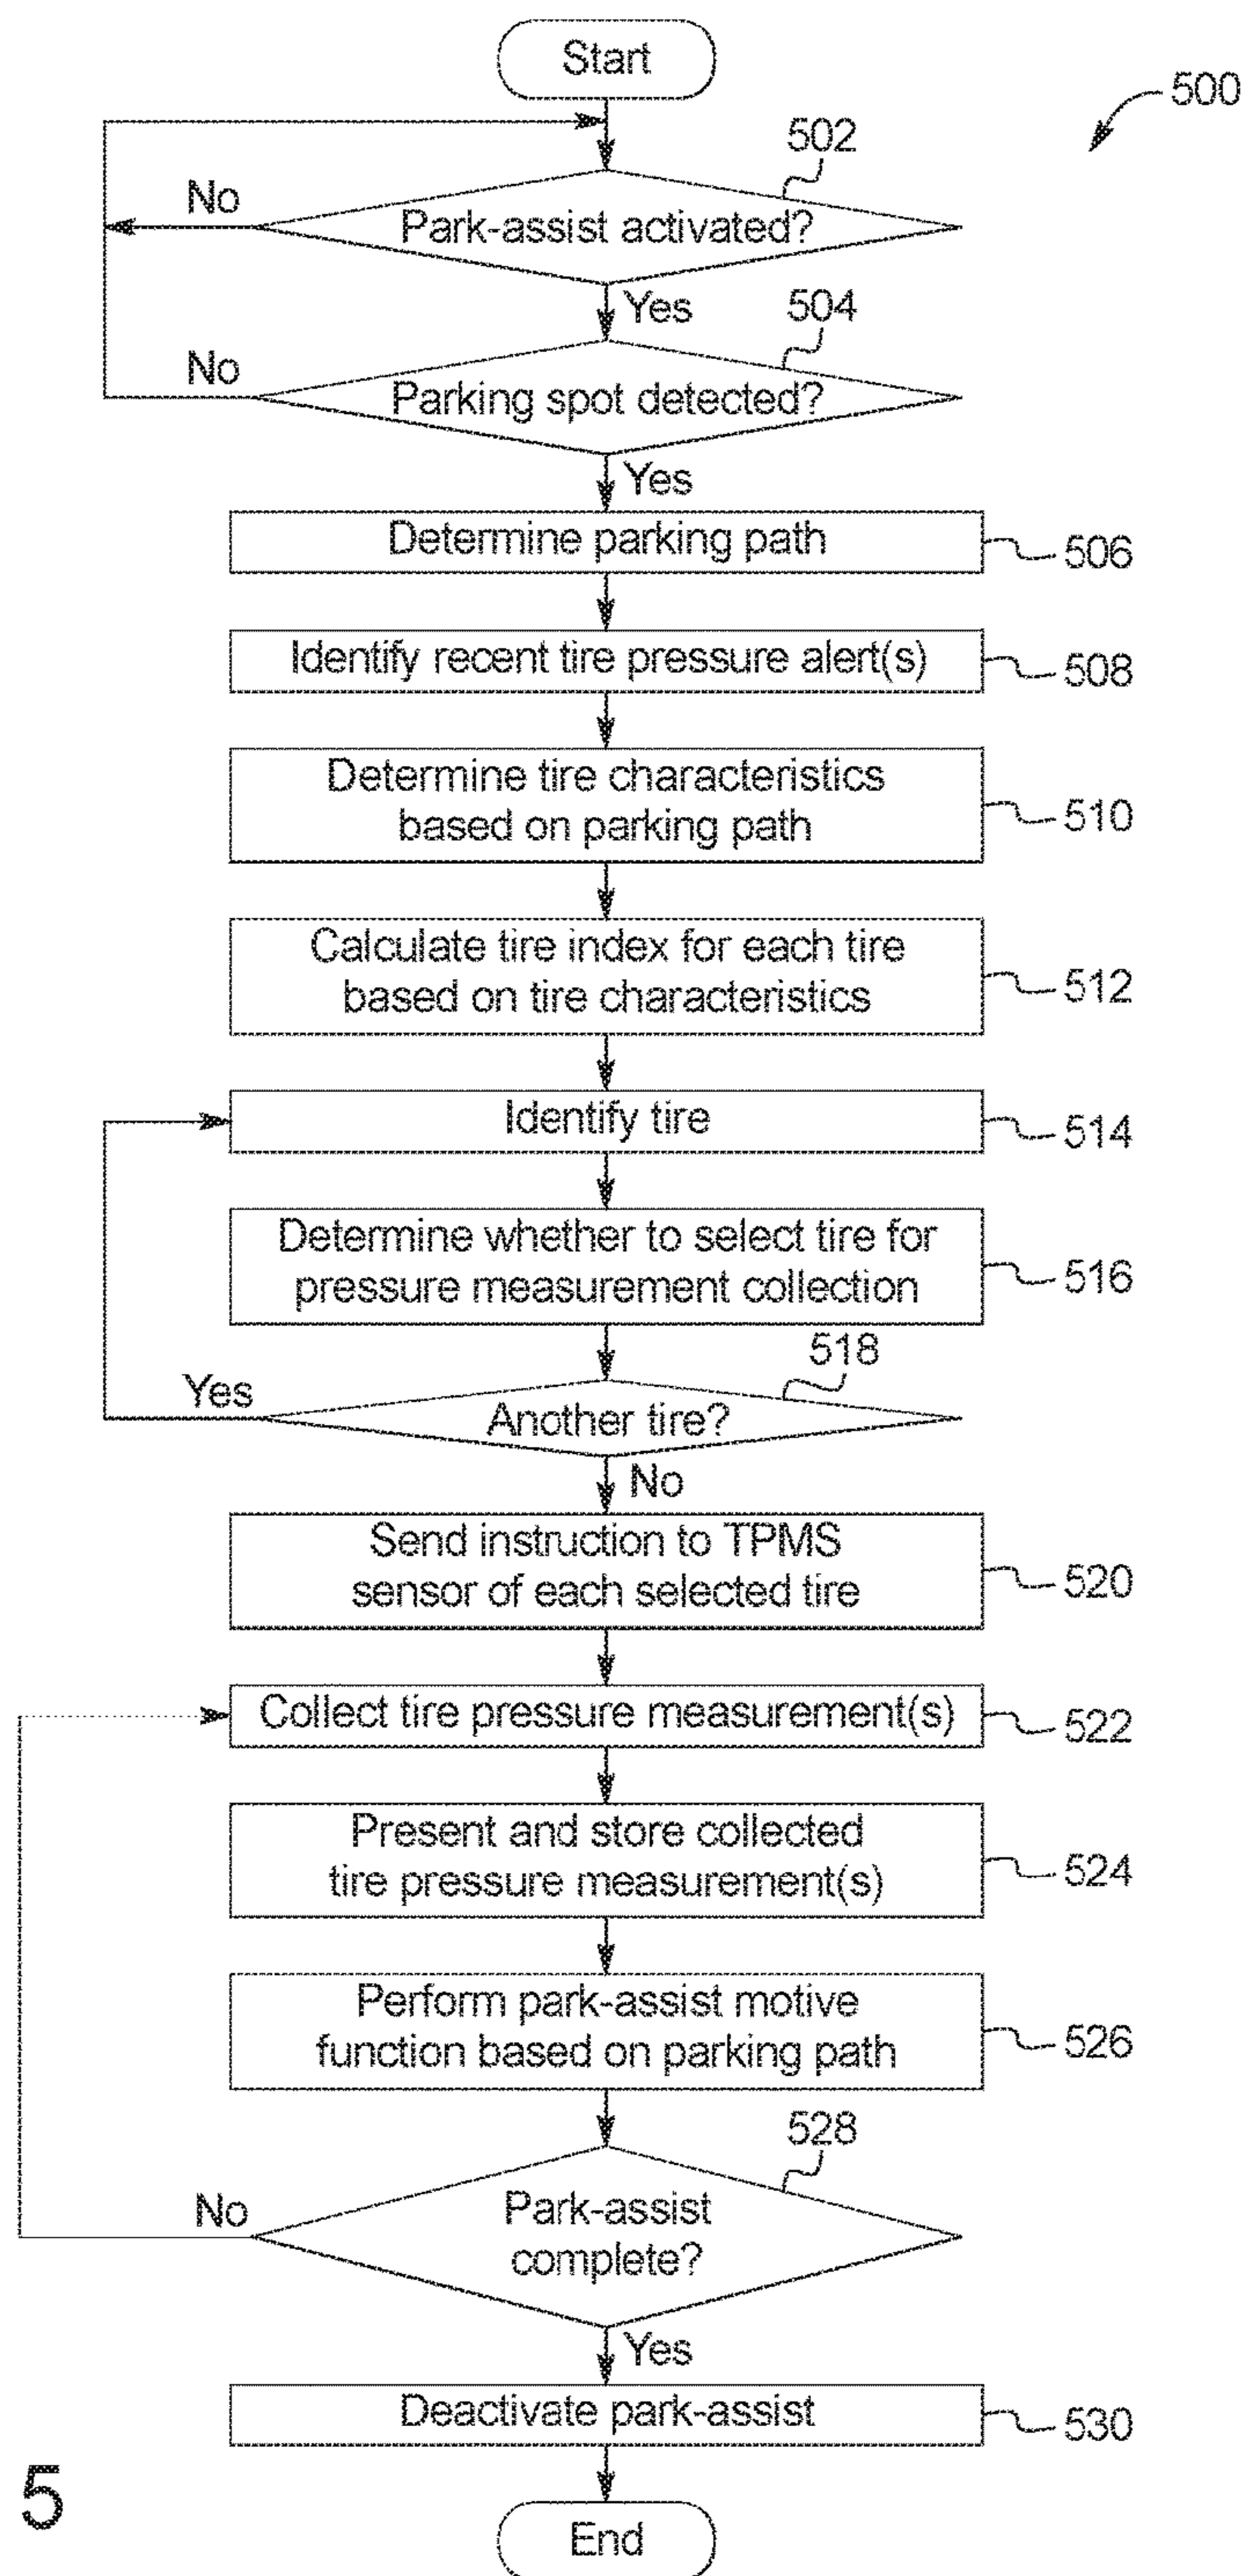 Start
500
502
No
Park-assist activated?
Yes
504
No
Parking spot detected?
Yes
Determine parking path
506
Identify recent tire pressure alert(s)
508
Determine tire characteristics
based on parking path
510
Calculate tire index for each tire
based on tire characteristics
512
Identify tire
514
Determine whether to select tire for
pressure measurement collection
516
518
Yes
Another tire?
No
Send instruction to TPMS
sensor of each selected tire
520
Collect tire pressure measurement(s)
522
Present and store collected
tire pressure measurement(s)
524
Perform park-assist motive
function based on parking path
526
528
No
Park-assist
complete?
Yes
Deactivate park-assist
530
5
End